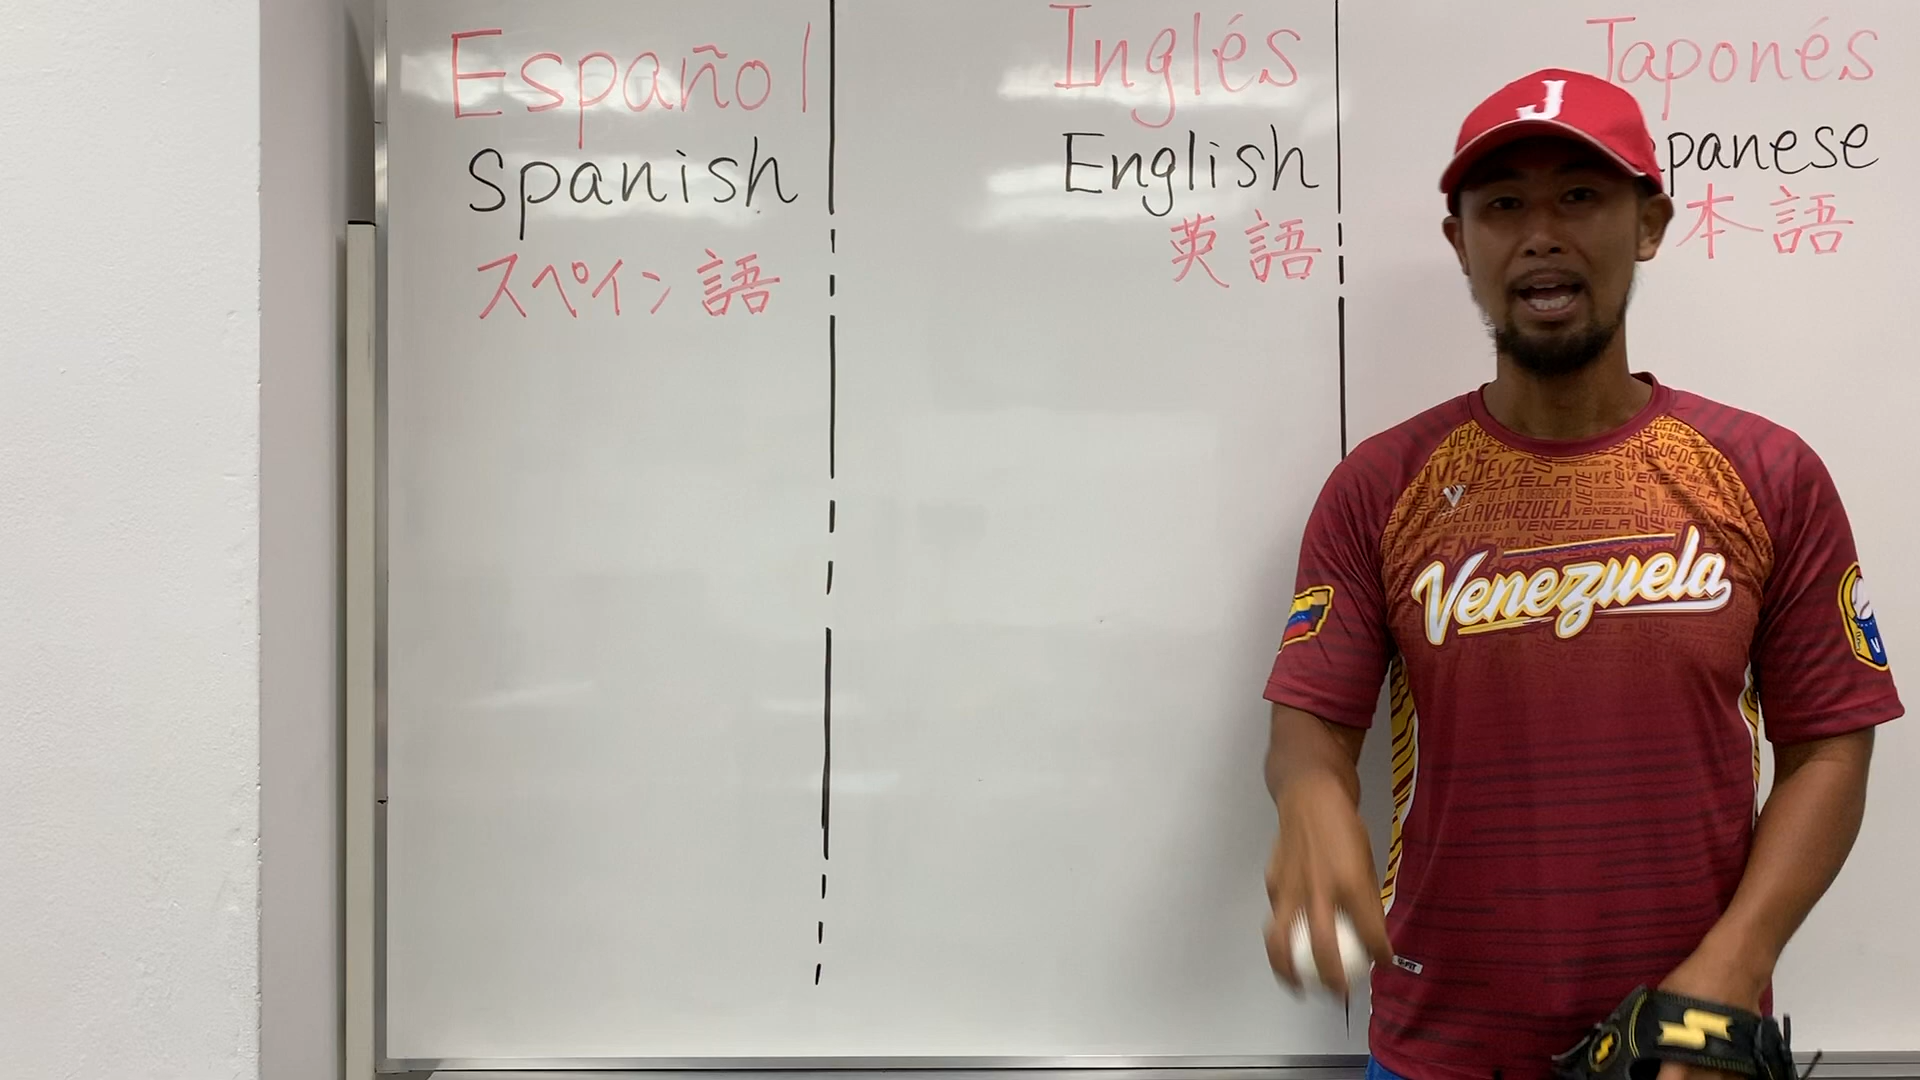 Español
Spanish
スペイン語
Inglés
English
英語
Japonés
panese
本語
J
Venezuela